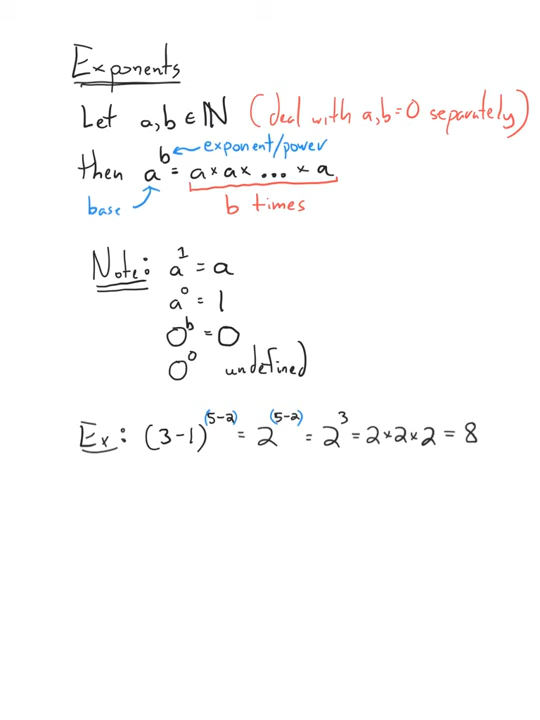 Exponents
Let a, b ∈ ℕ (deal with a, b = 0 separately)
exponent/power
then a^b = a × a × ... × a
base
b times
Note: a^1 = a
a^0 = 1
0^b = 0
0^0 undefined
Ex: (3-1)^(5-2) = 2^(5-2) = 2^3 = 2×2×2 = 8